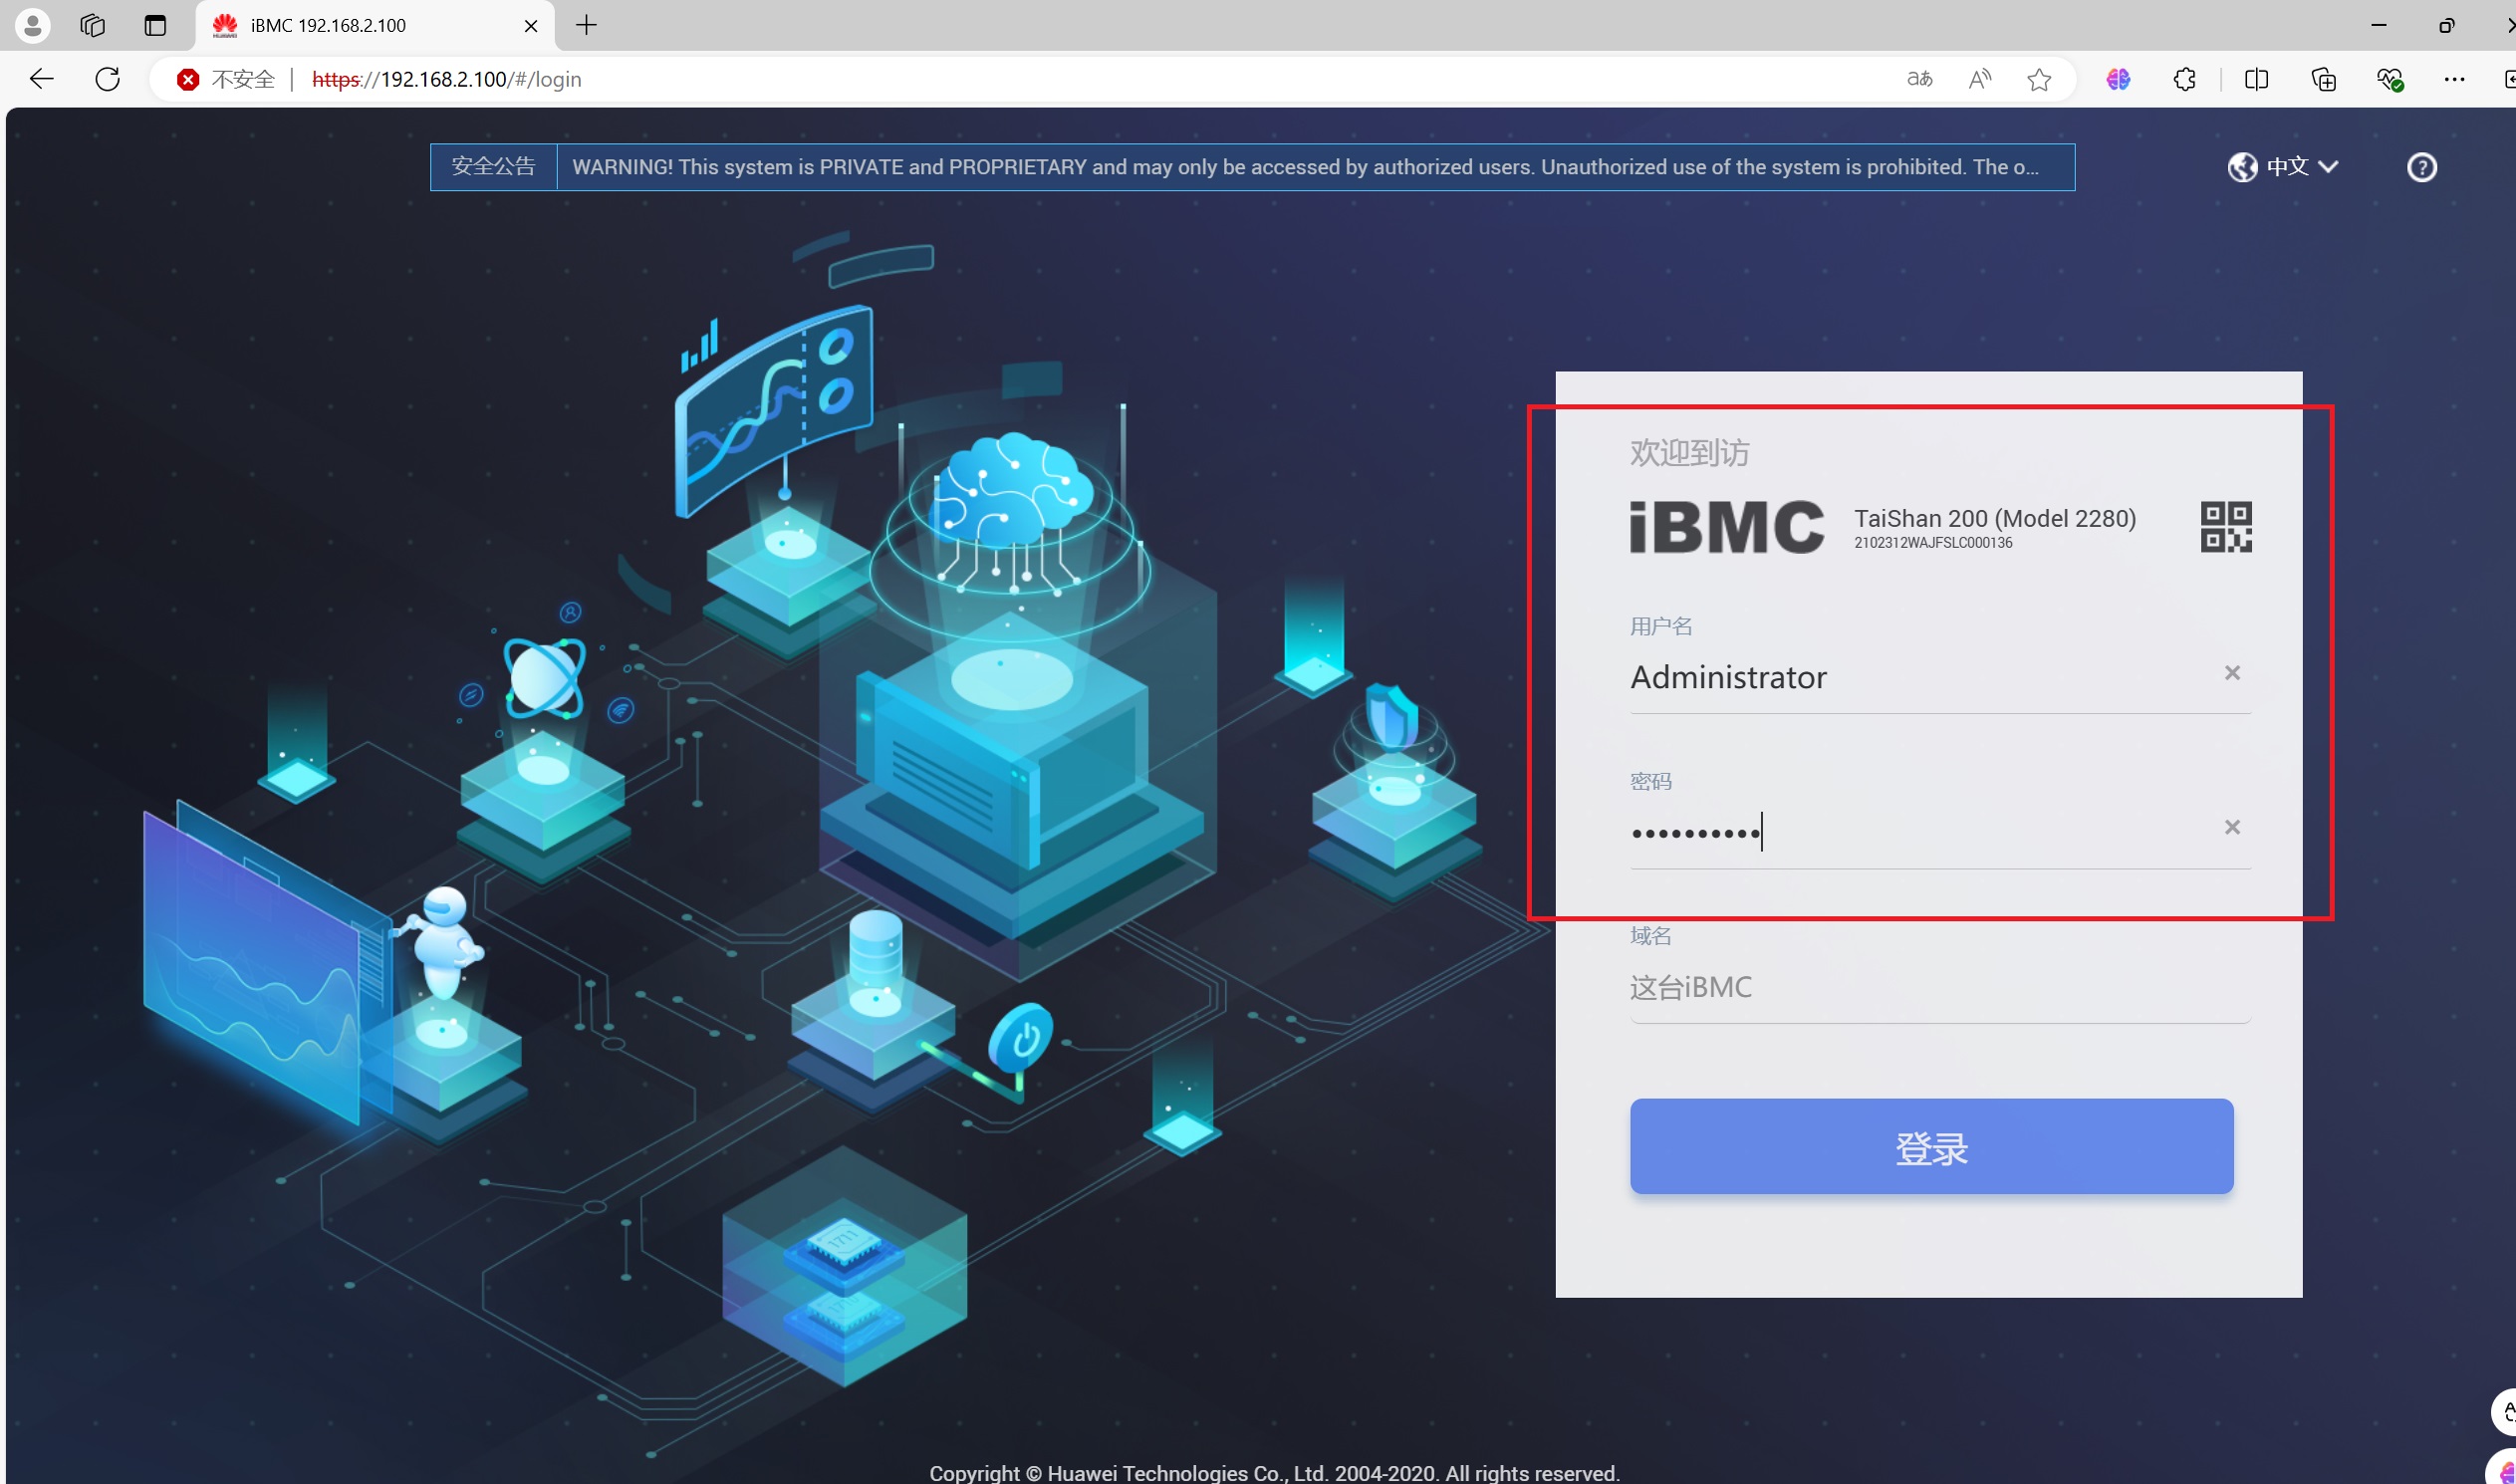 iBMC 192.168.2.100
不安全 https://192.168.2.100/#/login
安全公告 WARNING! This system is PRIVATE and PROPRIETARY and may only be accessed by authorized users. Unauthorized use of the system is prohibited. The o...
中文
欢迎到访
iBMC TaiShan 200 (Model 2280)
2102312WAJFSLC000136
用户名
Administrator
密码
••••••••••
域名
这台iBMC
登录
1711
1711
Copyright © Huawei Technologies Co., Ltd. 2004-2020. All rights reserved.